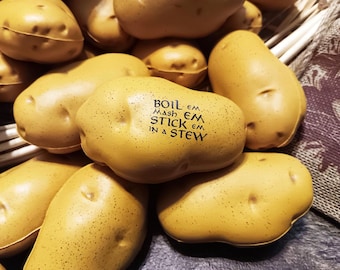 BOIL EM
MASH EM
STICK EM
IN A STEW